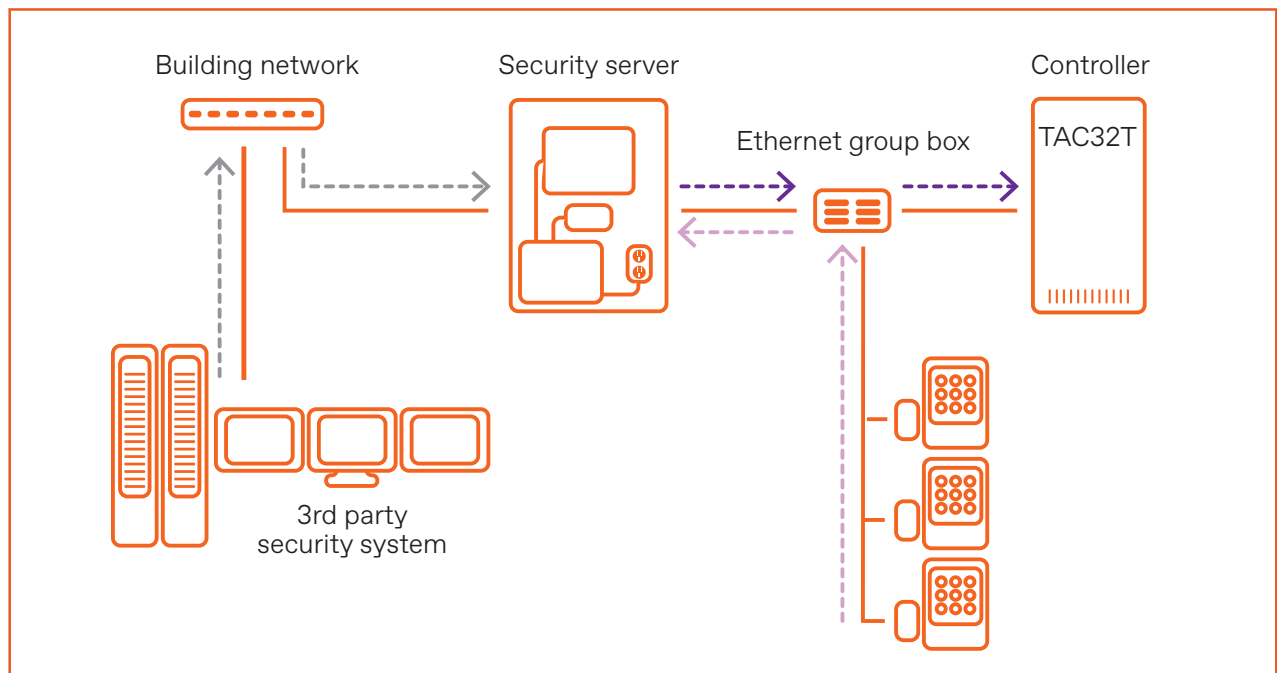 Building network
Security server
Controller
Ethernet group box
TAC32T
3rd party
security system